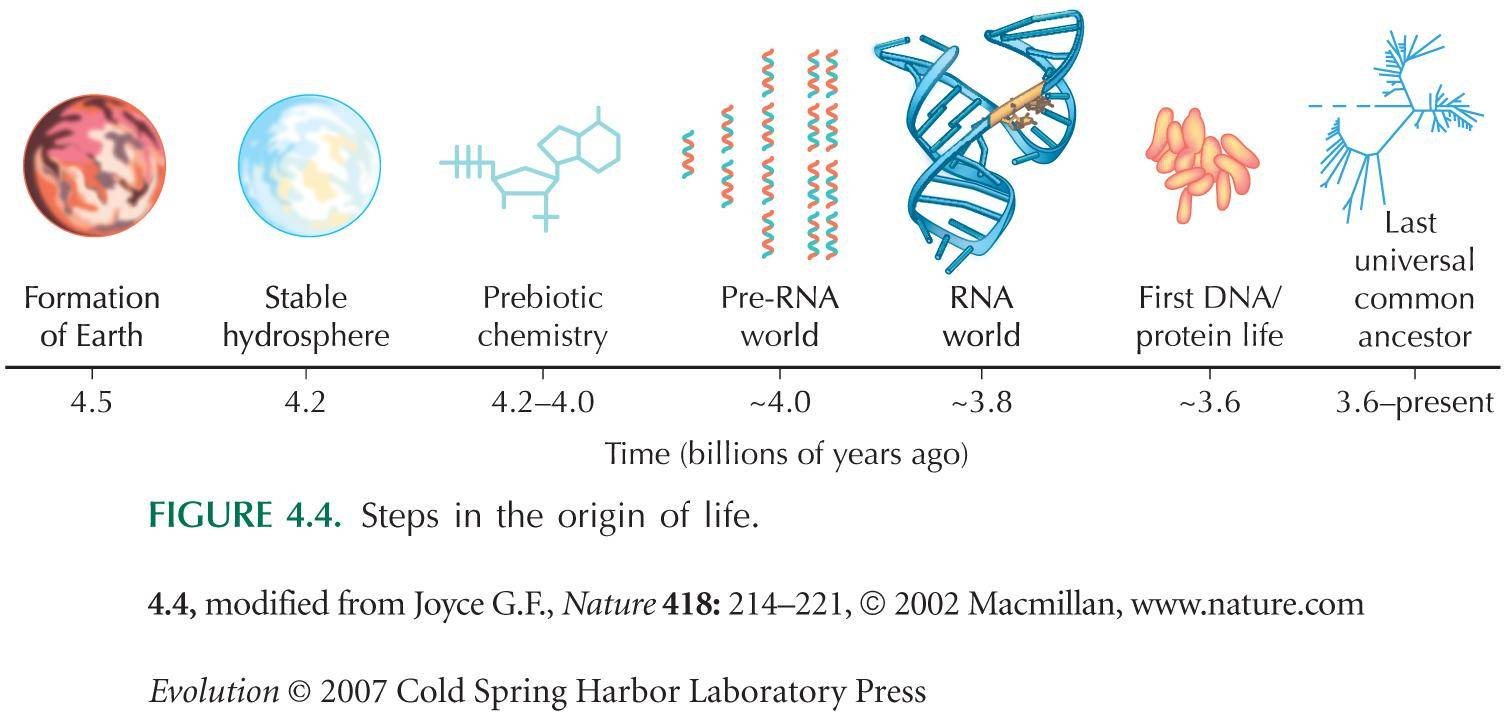 Formation
of Earth
Stable
hydrosphere
Prebiotic
chemistry
Pre-RNA
world
RNA
world
First DNA/
protein life
Last
universal
common
ancestor
4.5
4.2
4.2–4.0
~4.0
~3.8
~3.6
3.6–present
Time (billions of years ago)
FIGURE 4.4. Steps in the origin of life.
4.4, modified from Joyce G.F., Nature 418: 214–221, © 2002 Macmillan, www.nature.com
Evolution © 2007 Cold Spring Harbor Laboratory Press